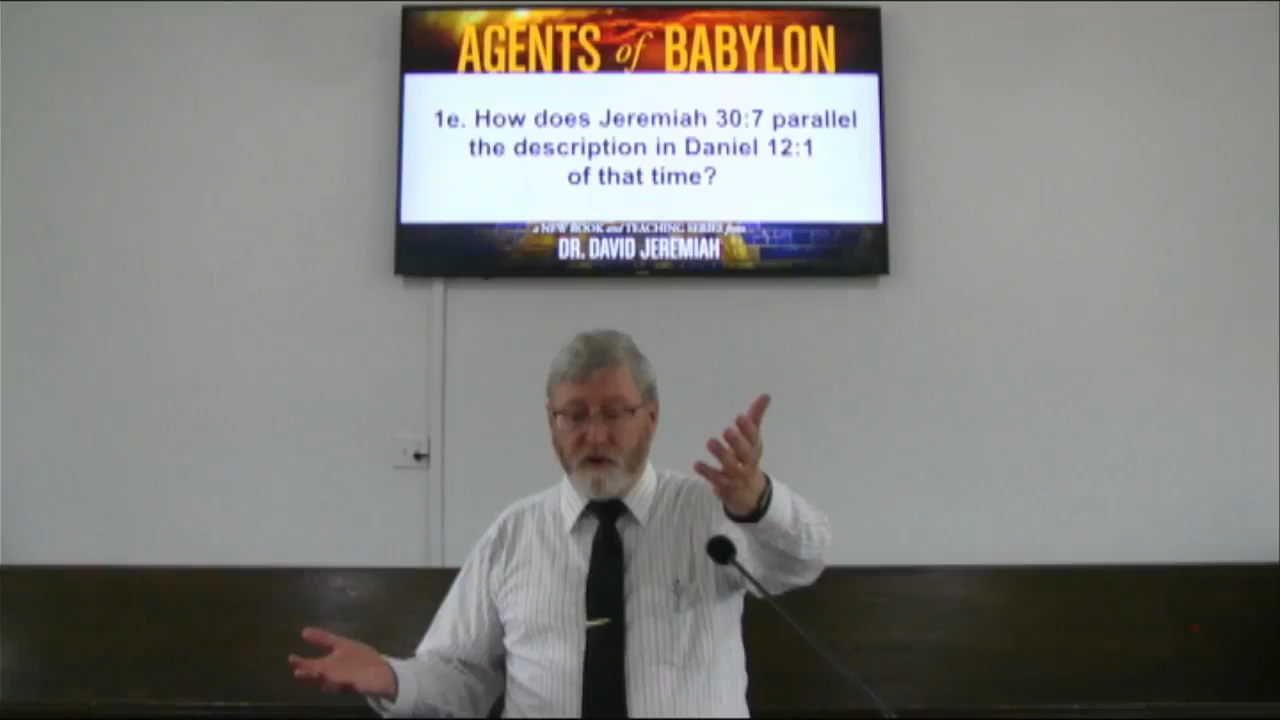 AGENTS of BABYLON
1e. How does Jeremiah 30:7 parallel
the description in Daniel 12:1
of that time?
a NEW BOOK and TEACHING SERIES from
DR. DAVID JEREMIAH